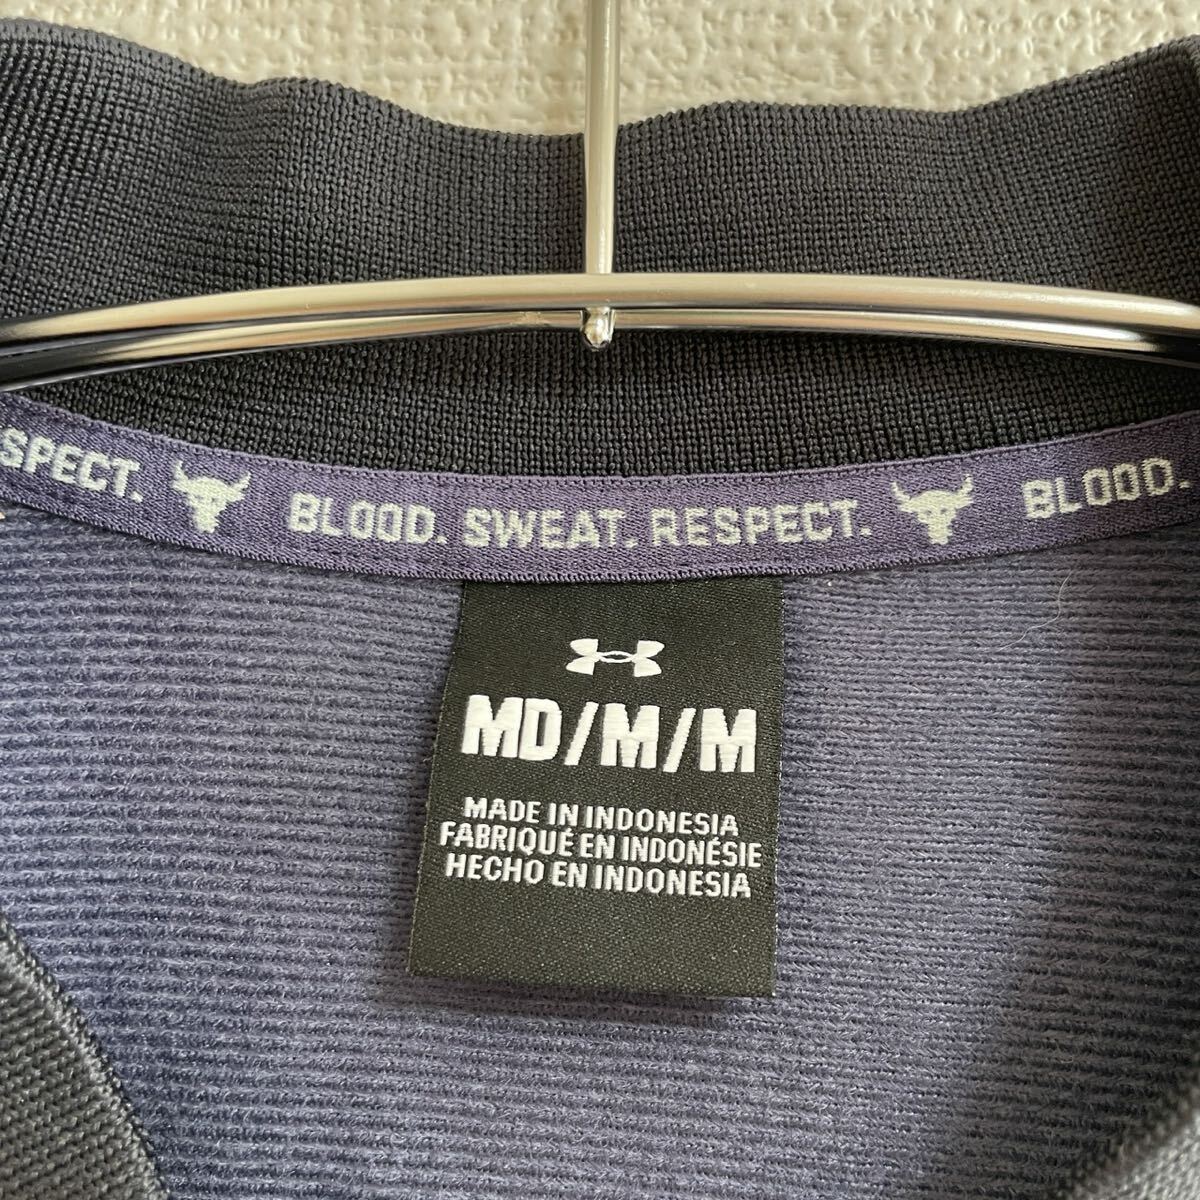 SPECT. BLOOD. SWEAT. RESPECT. BLOOD.
MD/M/M
MADE IN INDONESIA
FABRIQUÉ EN INDONÉSIE
HECHO EN INDONESIA